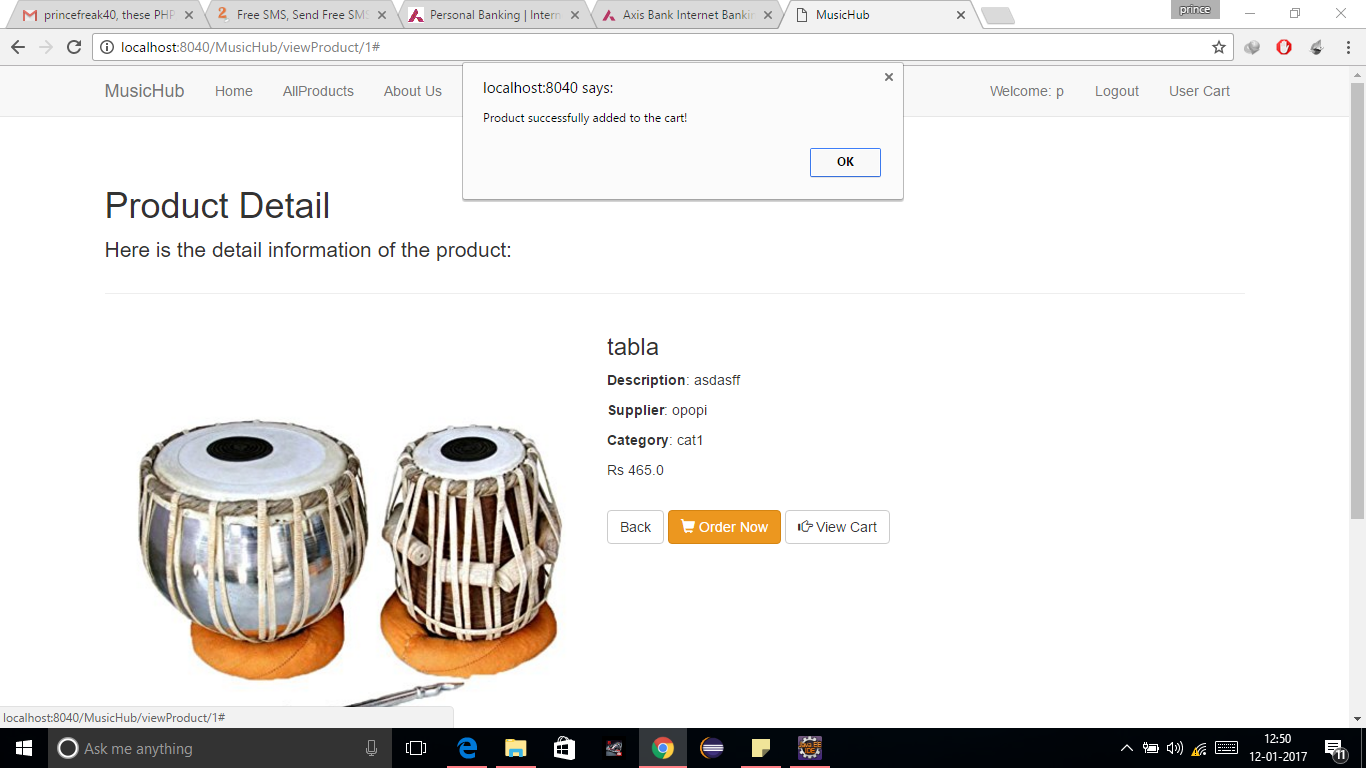 princefreak40, these PHP
Free SMS, Send Free SMS
Personal Banking | Intern
Axis Bank Internet Bankin
MusicHub
prince
localhost:8040/MusicHub/viewProduct/1#
MusicHub Home AllProducts About Us Welcome: p Logout User Cart
localhost:8040 says:
Product successfully added to the cart!
OK
Product Detail
Here is the detail information of the product:
tabla
Description: asdasff
Supplier: opopi
Category: cat1
Rs 465.0
Back Order Now View Cart
localhost:8040/MusicHub/viewProduct/1#
Ask me anything
12:50
12-01-2017
11